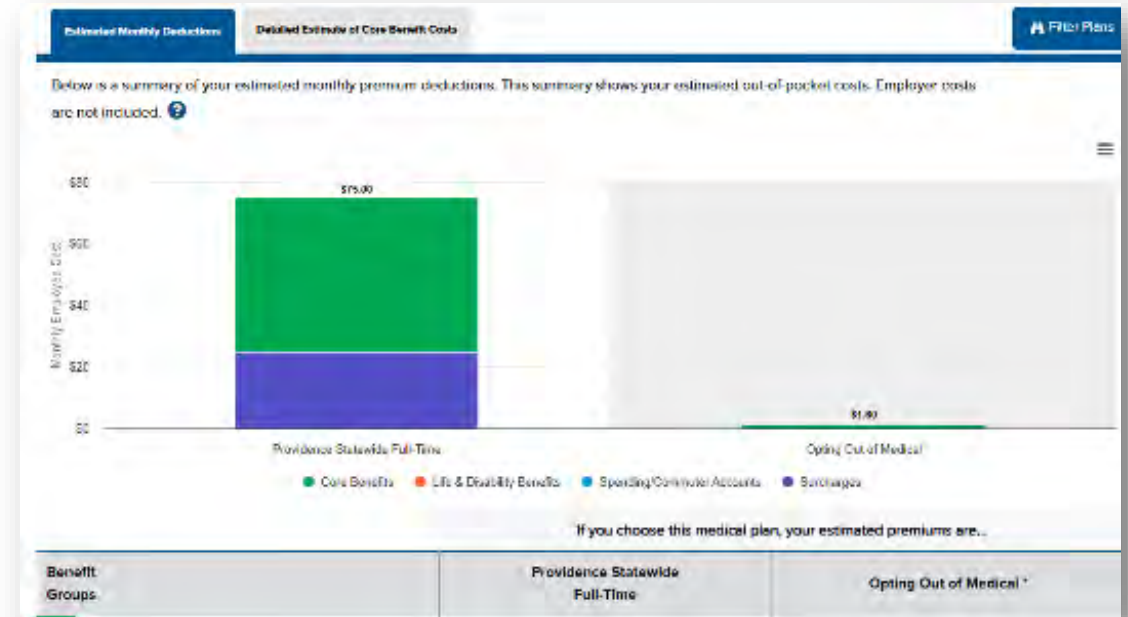 Estimated Monthly Deductions
Detailed Estimate of Core Benefit Costs
Filter Plans
Below is a summary of your estimated monthly premium deductions. This summary shows your estimated out-of-pocket costs. Employer costs
are not included. ?
$80
$75.00
$60
$40
$20
$0
Monthly Employee Cost
Providence Statewide Full-Time
Opting Out of Medical
Core Benefits
Life & Disability Benefits
Spending/Commuter Accounts
Surcharges
If you choose this medical plan, your estimated premiums are...
Benefit
Groups
Providence Statewide
Full-Time
Opting Out of Medical *